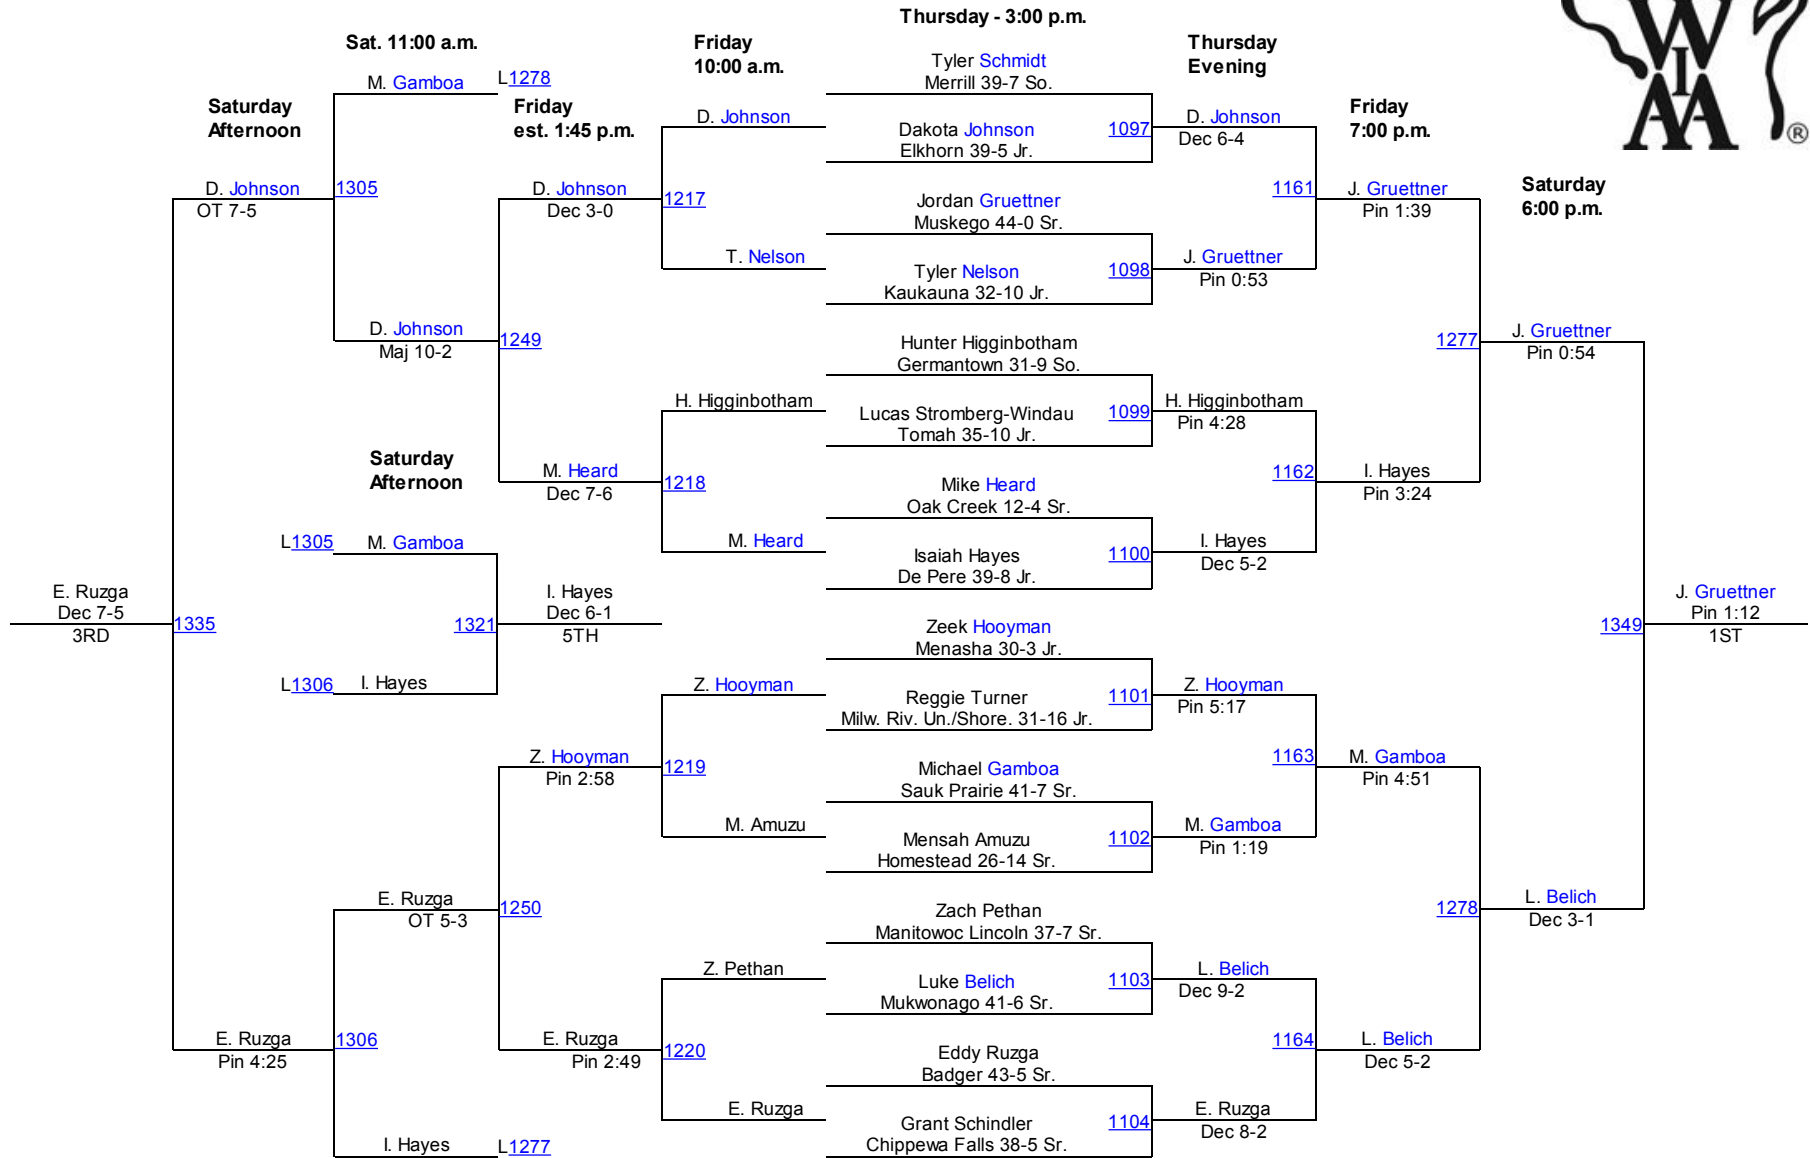 Thursday - 3:00 p.m.
Sat. 11:00 a.m.
Friday
10:00 a.m.
Thursday
Evening
Tyler Schmidt
Merrill 39-7 So.
M. Gamboa
L1278
Saturday
Afternoon
Friday
est. 1:45 p.m.
Friday
7:00 p.m.
WIAA
®
D. Johnson
Dakota Johnson
Elkhorn 39-5 Jr.
1097
D. Johnson
Dec 6-4
D. Johnson
OT 7-5
1305
D. Johnson
Dec 3-0
1217
Jordan Gruettner
Muskego 44-0 Sr.
1161
J. Gruettner
Pin 1:39
Saturday
6:00 p.m.
T. Nelson
Tyler Nelson
Kaukauna 32-10 Jr.
1098
J. Gruettner
Pin 0:53
D. Johnson
Maj 10-2
1249
Hunter Higginbotham
Germantown 31-9 So.
1277
J. Gruettner
Pin 0:54
H. Higginbotham
Lucas Stromberg-Windau
Tomah 35-10 Jr.
1099
H. Higginbotham
Pin 4:28
Saturday
Afternoon
M. Heard
Dec 7-6
1218
Mike Heard
Oak Creek 12-4 Sr.
1162
I. Hayes
Pin 3:24
L1305
M. Gamboa
M. Heard
Isaiah Hayes
De Pere 39-8 Jr.
1100
I. Hayes
Dec 5-2
E. Ruzga
Dec 7-5
3RD
1335
1321
I. Hayes
Dec 6-1
5TH
Zeek Hooyman
Menasha 30-3 Jr.
1349
J. Gruettner
Pin 1:12
1ST
L1306
I. Hayes
Z. Hooyman
Reggie Turner
Milw. Riv. Un./Shore. 31-16 Jr.
1101
Z. Hooyman
Pin 5:17
Z. Hooyman
Pin 2:58
1219
Michael Gamboa
Sauk Prairie 41-7 Sr.
1163
M. Gamboa
Pin 4:51
M. Amuzu
Mensah Amuzu
Homestead 26-14 Sr.
1102
M. Gamboa
Pin 1:19
E. Ruzga
OT 5-3
1250
Zach Pethan
Manitowoc Lincoln 37-7 Sr.
1278
L. Belich
Dec 3-1
Z. Pethan
Luke Belich
Mukwonago 41-6 Sr.
1103
L. Belich
Dec 9-2
E. Ruzga
Pin 4:25
1306
E. Ruzga
Pin 2:49
1220
Eddy Ruzga
Badger 43-5 Sr.
1164
L. Belich
Dec 5-2
E. Ruzga
Grant Schindler
Chippewa Falls 38-5 Sr.
1104
E. Ruzga
Dec 8-2
I. Hayes
L1277